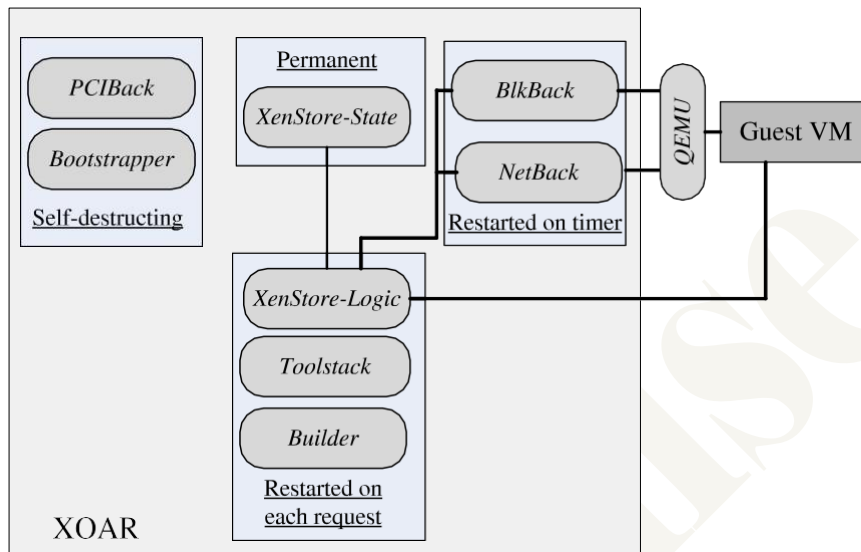 PCIBack
Bootstrapper
Self-destructing
Permanent
XenStore-State
BlkBack
NetBack
Restarted on timer
QEMU
Guest VM
XenStore-Logic
Toolstack
Builder
Restarted on
each request
XOAR